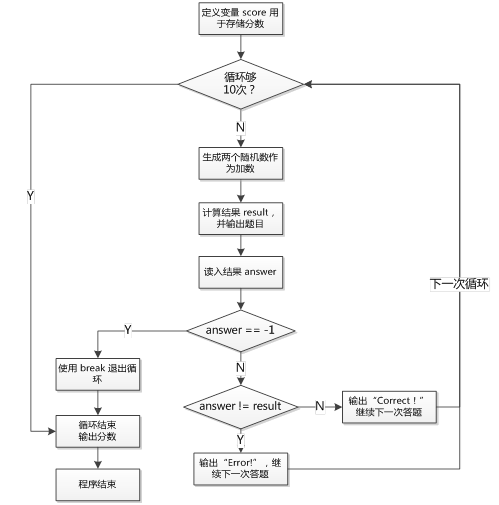 定义变量 score 用
于存储分数
循环够
10次？
N
生成两个随机数作
为加数
Y
计算结果 result，
并输出题目
读入结果 answer
下一次循环
Y
answer == -1
使用 break 退出循
环
N
循环结束
输出分数
answer != result
N
输出“Correct！”
继续下一次答题
Y
程序结束
输出“Error!”，继
续下一次答题